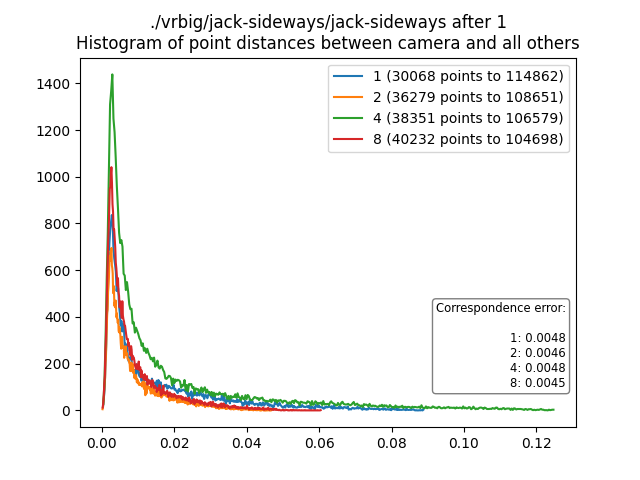 ./vrbig/jack-sideways/jack-sideways after 1
Histogram of point distances between camera and all others
1 (30068 points to 114862)
2 (36279 points to 108651)
4 (38351 points to 106579)
8 (40232 points to 104698)
1400
1200
1000
800
600
400
200
0
Correspondence error:
1: 0.0048
2: 0.0046
4: 0.0048
8: 0.0045
0.00 0.02 0.04 0.06 0.08 0.10 0.12